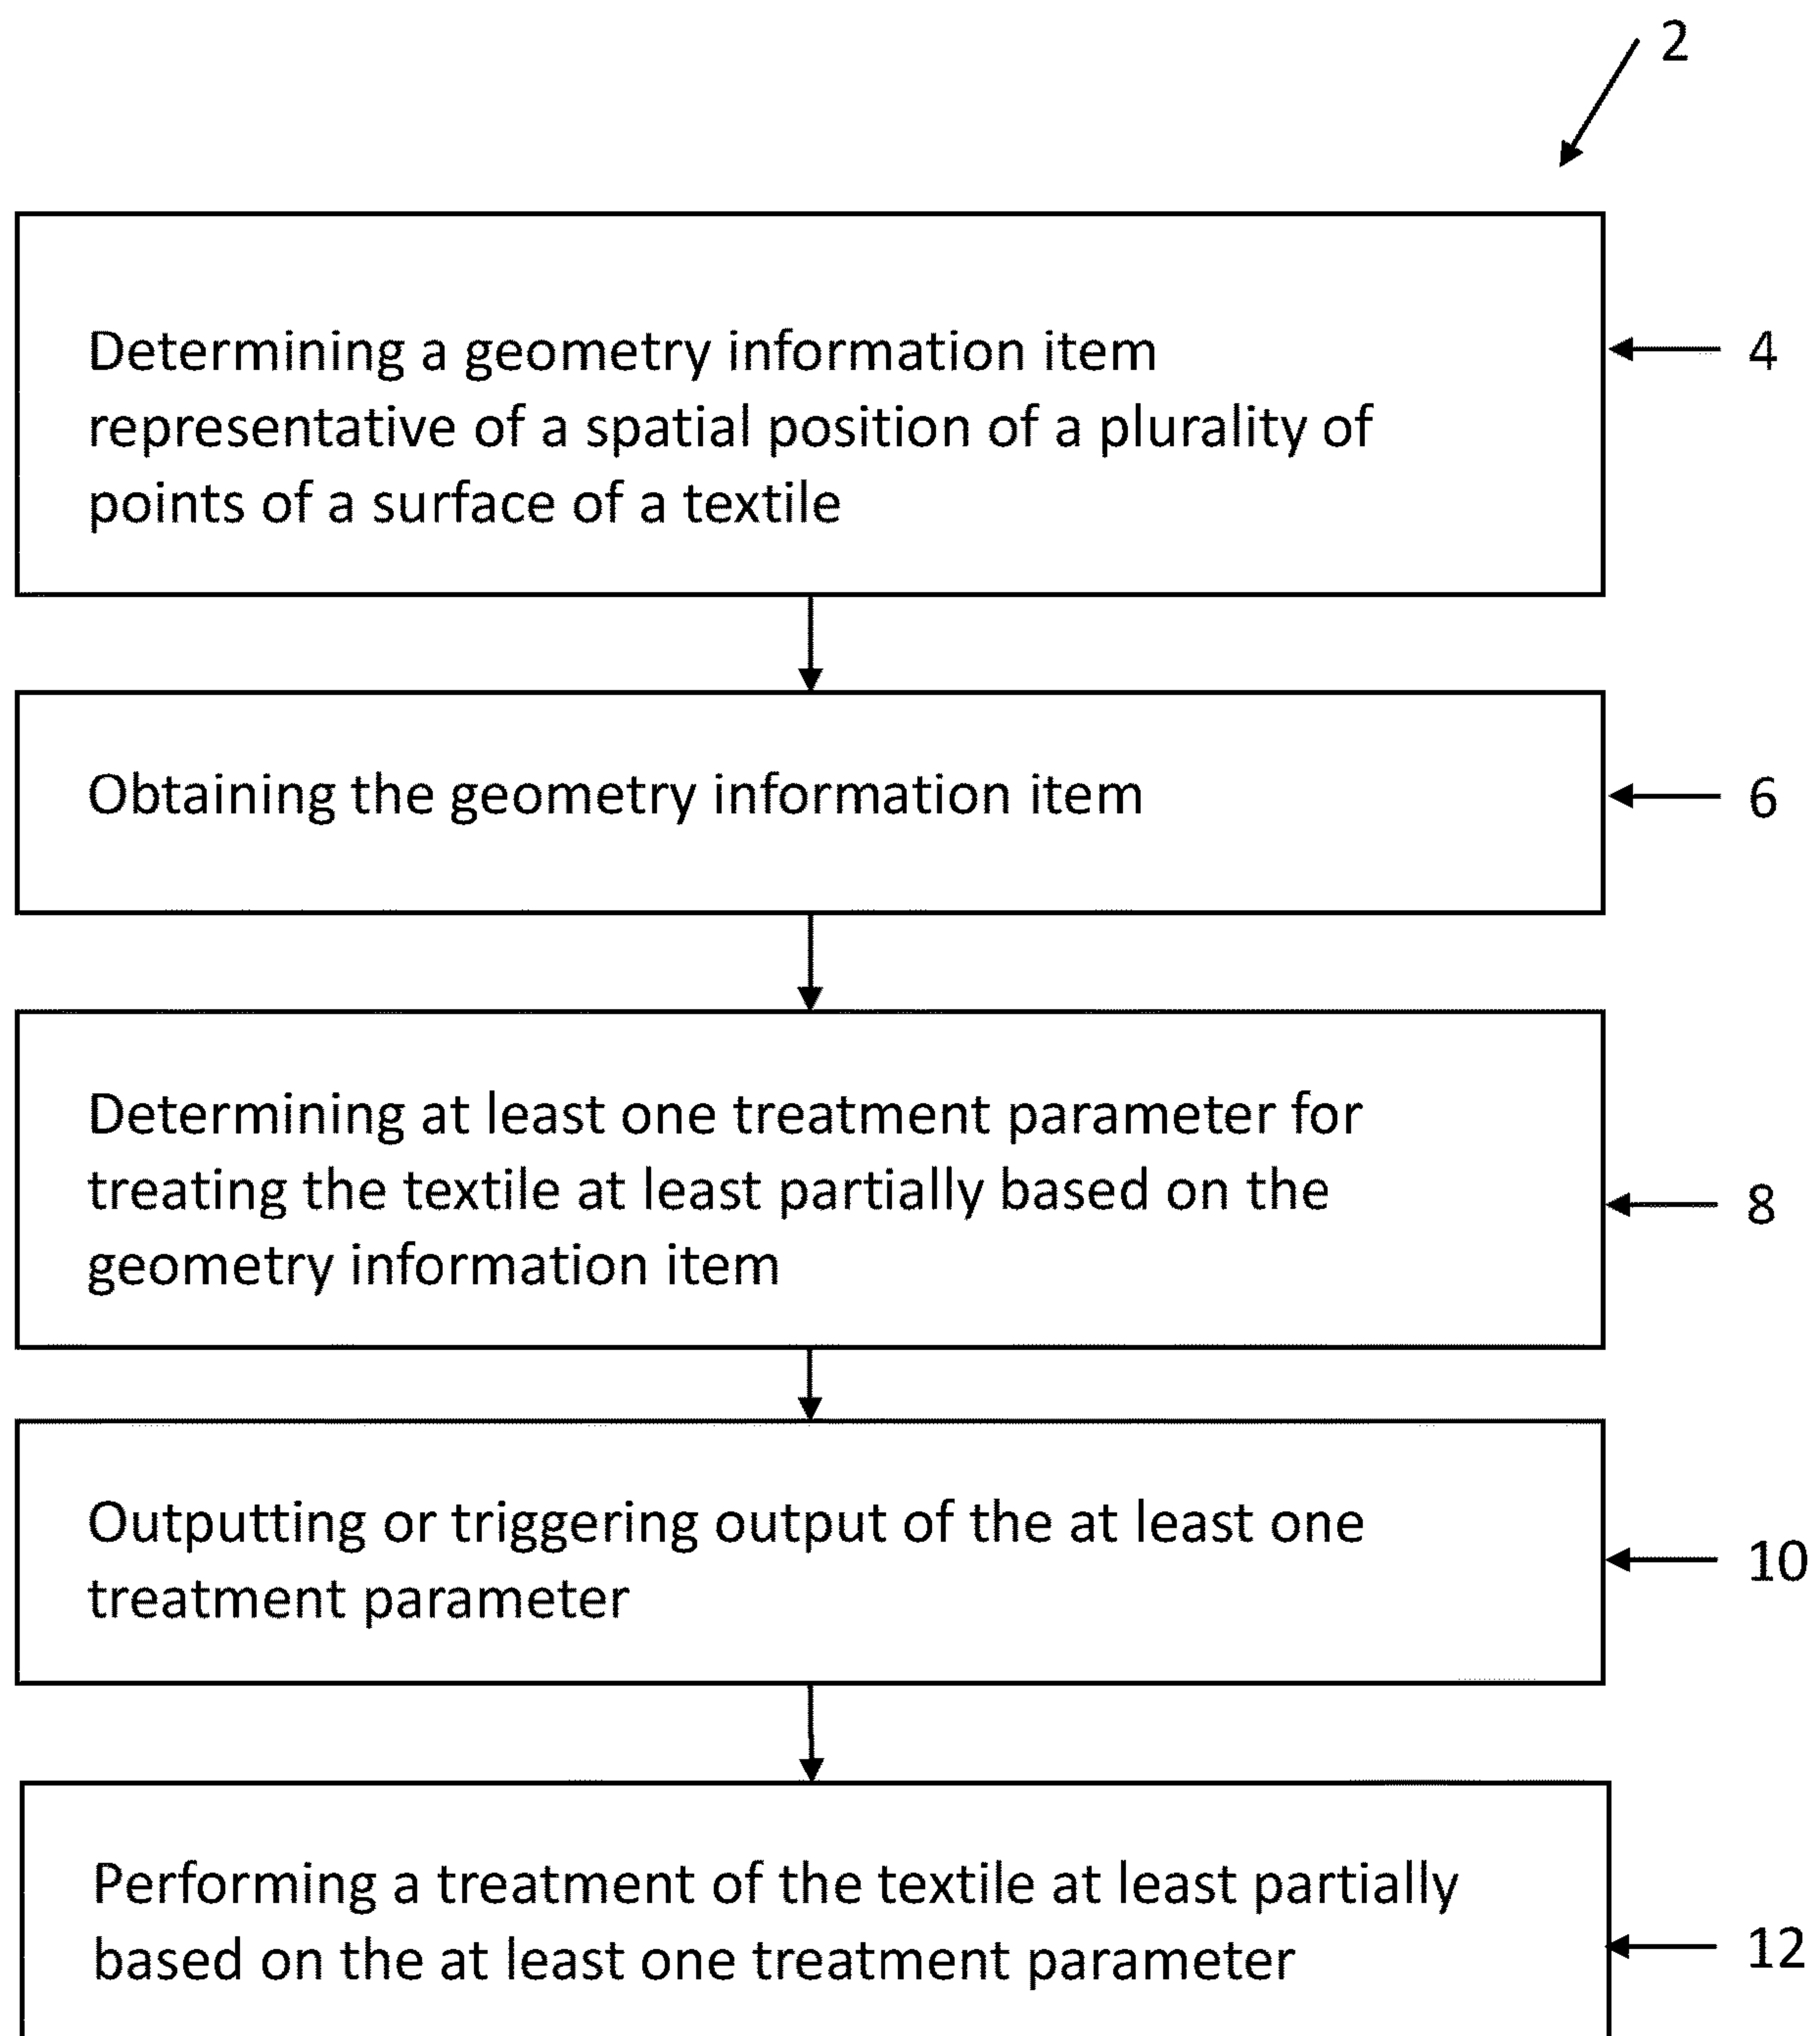 2
Determining a geometry information item
representative of a spatial position of a plurality of
points of a surface of a textile
4
Obtaining the geometry information item
6
Determining at least one treatment parameter for
treating the textile at least partially based on the
geometry information item
8
Outputting or triggering output of the at least one
treatment parameter
10
Performing a treatment of the textile at least partially
based on the at least one treatment parameter
12